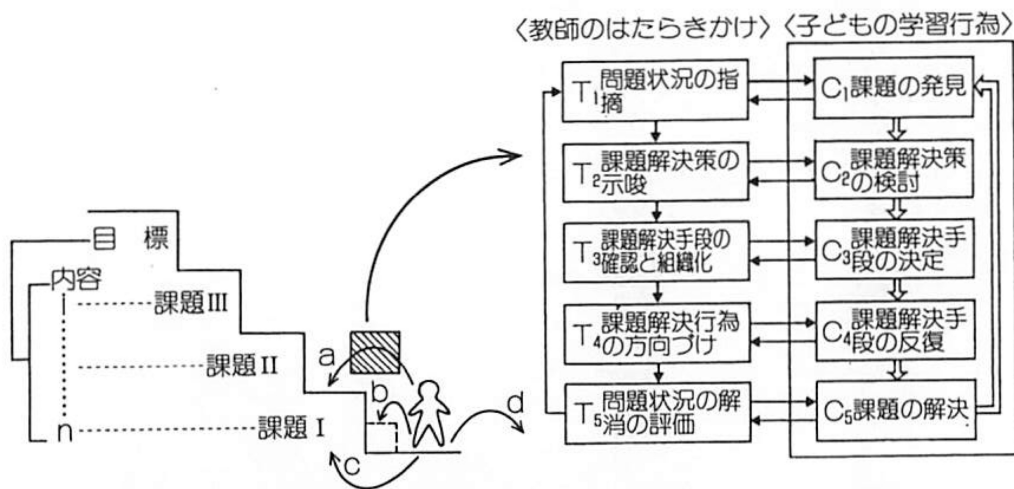 〈教師のはたらきかけ〉
〈子どもの学習行為〉
T₁問題状況の指
摘
C₁課題の発見
T₂課題解決策の
示唆
C₂課題解決策
の検討
T₃課題解決手段の
確認と組織化
C₃課題解決手
段の決定
T₄課題解決行為
の方向づけ
C₄課題解決手
段の反復
T₅問題状況の解
消の評価
C₅課題の解決
目 標
内容
課題Ⅲ
課題Ⅱ
n
課題Ⅰ
a
b
c
d